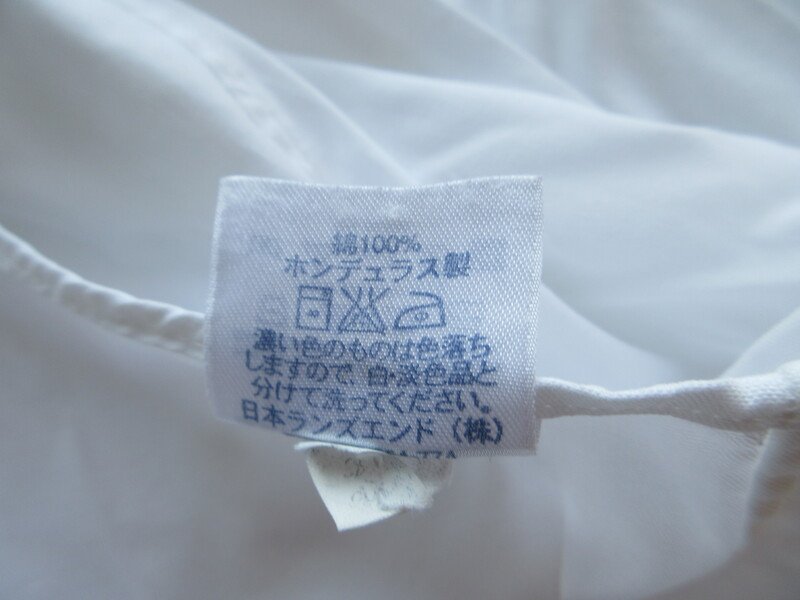 綿100%
ホンデュラス製
濃い色のものは色落ち
しますので、白・淡色品と
分けて洗ってください。
日本ランズエンド（株）